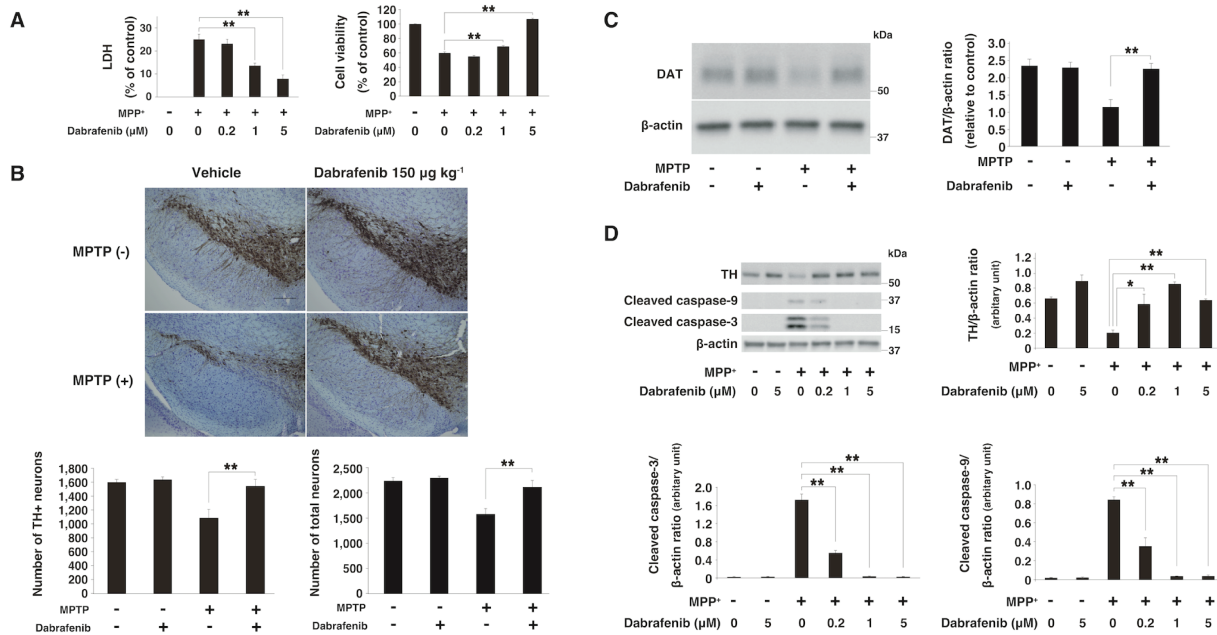 A
LDH
(% of control)
30
25
20
15
10
0
** **
MPP⁺ - + + + +
Dabrafenib (µM) 0 0 0.2 1 5
Cell viability
(% of control)
120
100
80
60
40
20
0
** **
MPP⁺ - + + + +
Dabrafenib (µM) 0 0 0.2 1 5
B
Vehicle Dabrafenib 150 µg kg⁻¹
MPTP (-)
MPTP (+)
Number of TH+ neurons
1,800
1,600
1,400
1,200
1,000
800
600
400
200
0
**
MPTP - - + +
Dabrafenib - + - +
Number of total neurons
2,500
2,000
1,500
1,000
500
0
**
MPTP - - + +
Dabrafenib - + - +
C
kDa
DAT
50
β-actin
37
MPTP - - + +
Dabrafenib - + - +
DAT/β-actin ratio
(relative to control)
3.0
2.5
2.0
1.5
1.0
0.5
0
**
MPTP - - + +
Dabrafenib - + - +
D
kDa
TH
50
Cleaved caspase-9
37
Cleaved caspase-3
15
β-actin
37
MPP⁺ - - + + + +
Dabrafenib (µM) 0 5 0 0.2 1 5
TH/β-actin ratio
(arbitary unit)
1.2
1.0
0.8
0.6
0.4
0.2
0
**
**
*
MPP⁺ - - + + + +
Dabrafenib (µM) 0 5 0 0.2 1 5
Cleaved caspase-3/
β-actin ratio (arbitary unit)
2.0
1.6
1.2
0.8
0.4
0
**
**
**
MPP⁺ - - + + + +
Dabrafenib (µM) 0 5 0 0.2 1 5
Cleaved caspase-9/
β-actin ratio (arbitary unit)
1.0
0.8
0.6
0.4
0.2
0
**
**
**
MPP⁺ - - + + + +
Dabrafenib (µM) 0 5 0 0.2 1 5